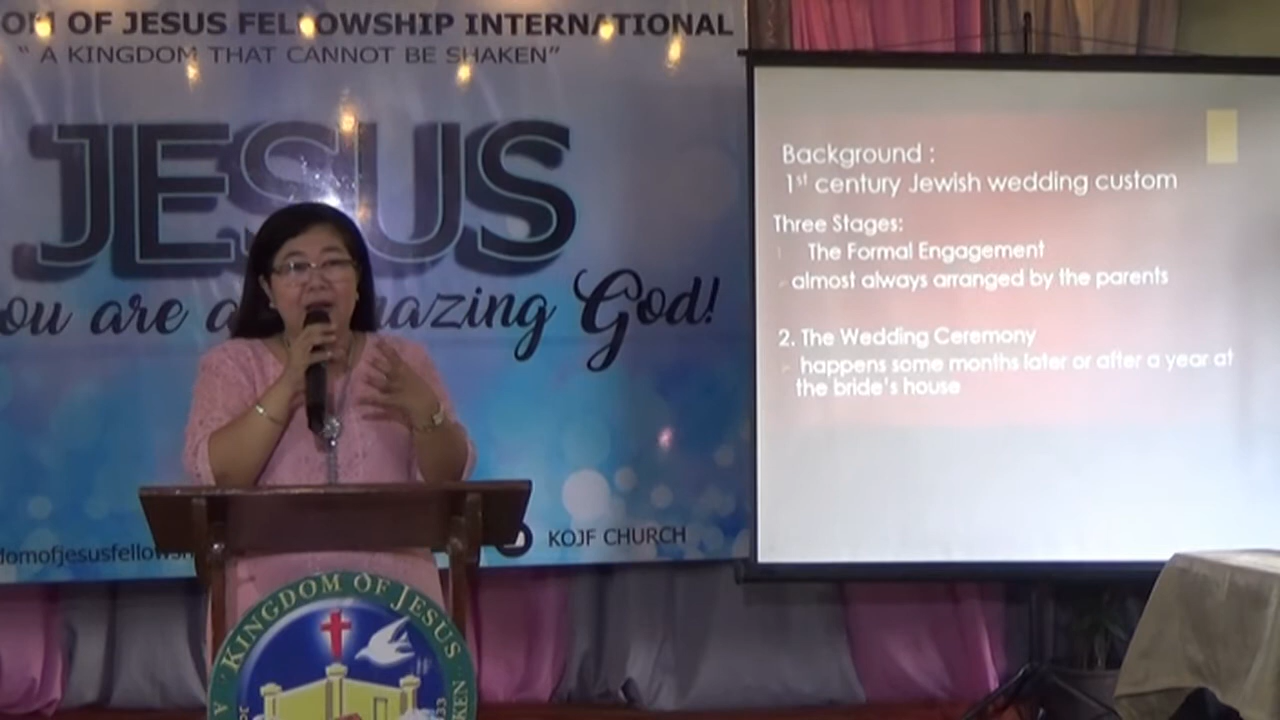 OM OF JESUS FELLOWSHIP INTERNATIONAL
“ A KINGDOM THAT CANNOT BE SHAKEN”
JESUS
ou are a azing God!
domofjesusfellowsh
KOJF CHURCH
KINGDOM OF JESUS
Background :
1st century Jewish wedding custom
Three Stages:
The Formal Engagement
almost always arranged by the parents
2. The Wedding Ceremony
happens some months later or after a year at
the bride's house